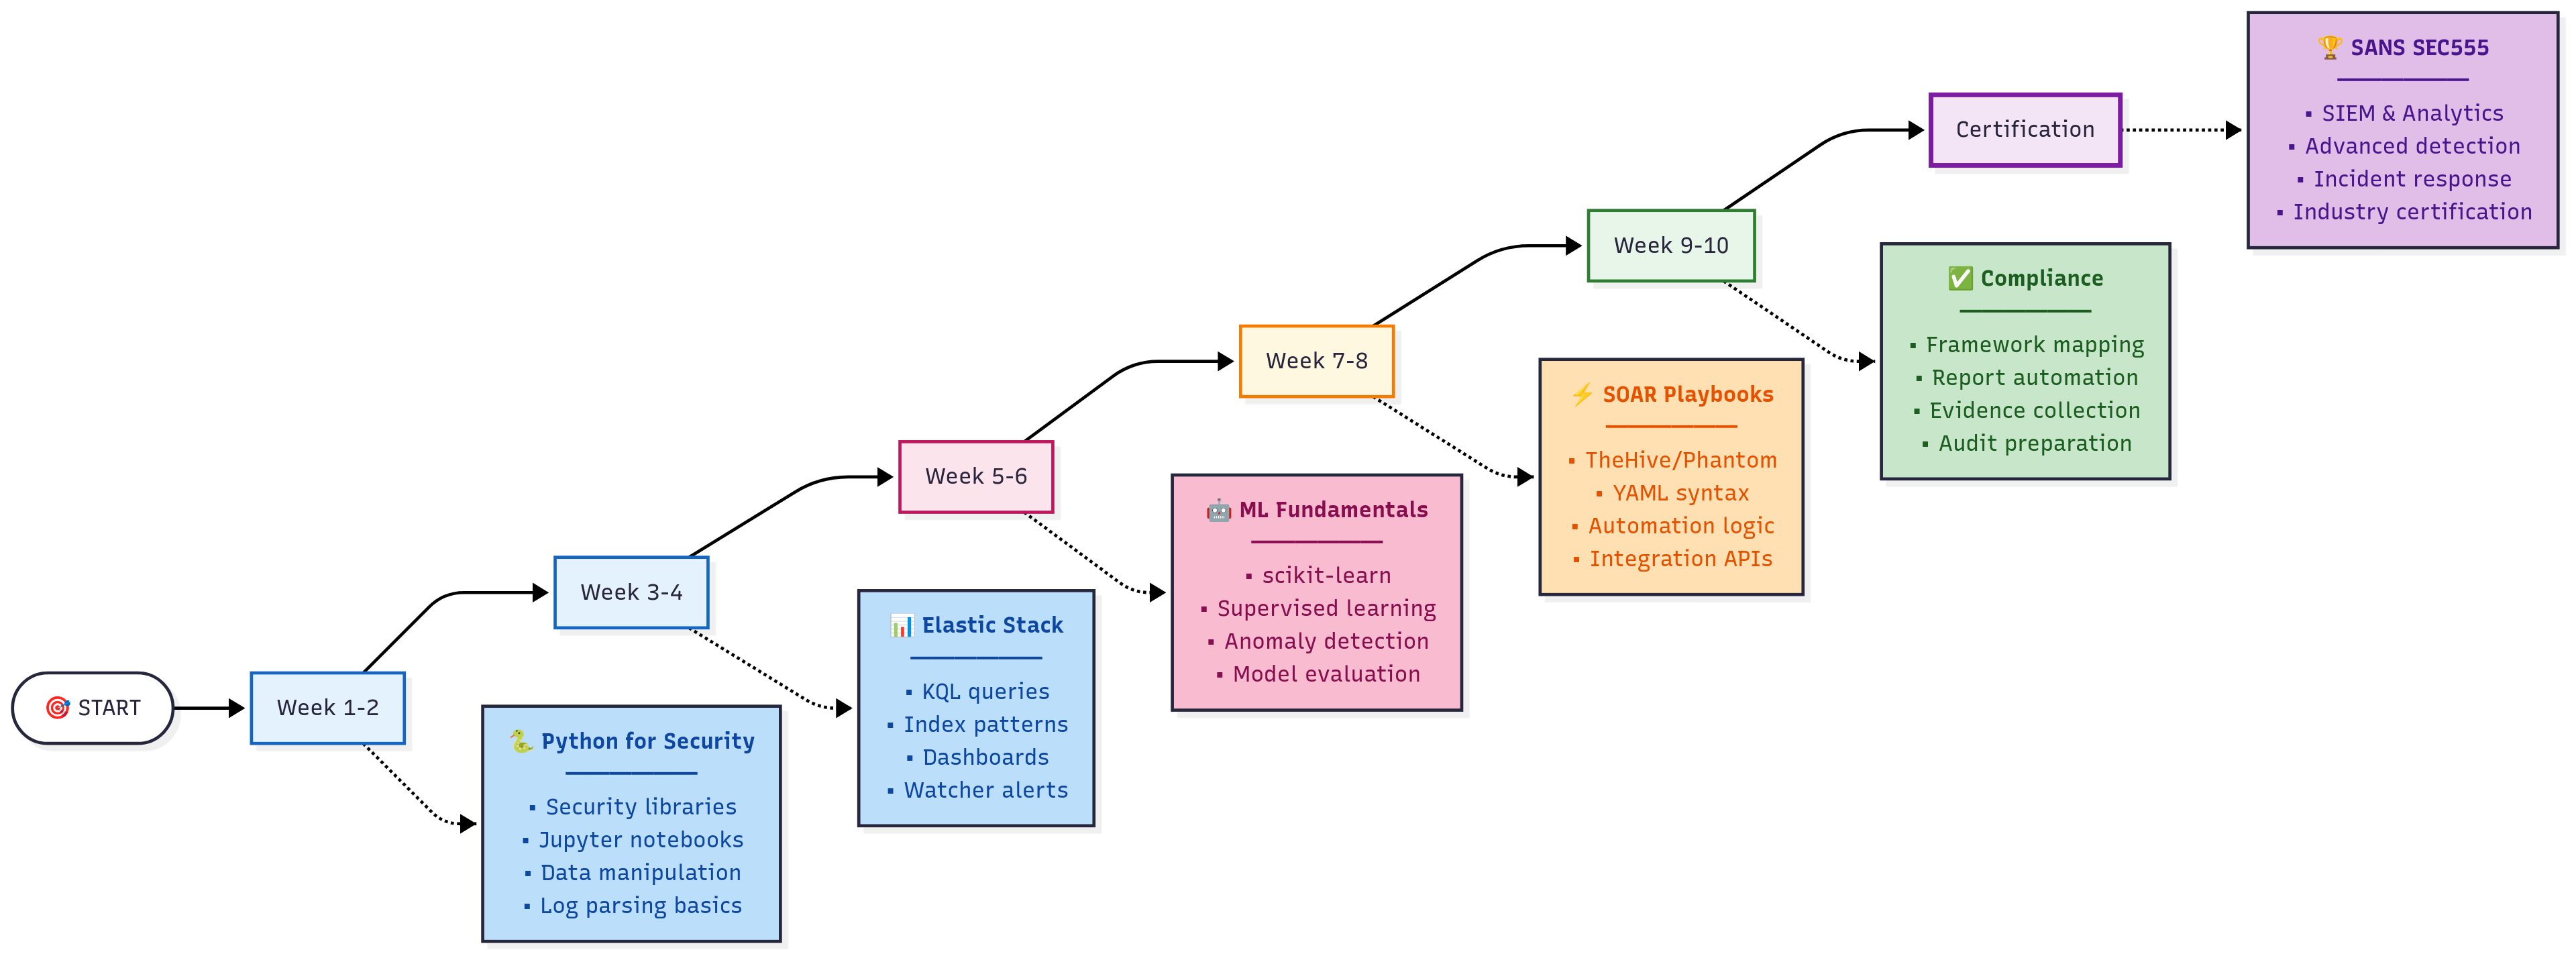 🎯 START
Week 1-2
🐍 Python for Security
▪ Security libraries
▪ Jupyter notebooks
▪ Data manipulation
▪ Log parsing basics
Week 3-4
📊 Elastic Stack
▪ KQL queries
▪ Index patterns
▪ Dashboards
▪ Watcher alerts
Week 5-6
🤖 ML Fundamentals
▪ scikit-learn
▪ Supervised learning
▪ Anomaly detection
▪ Model evaluation
Week 7-8
⚡ SOAR Playbooks
▪ TheHive/Phantom
▪ YAML syntax
▪ Automation logic
▪ Integration APIs
Week 9-10
✅ Compliance
▪ Framework mapping
▪ Report automation
▪ Evidence collection
▪ Audit preparation
Certification
🏆 SANS SEC555
▪ SIEM & Analytics
▪ Advanced detection
▪ Incident response
▪ Industry certification